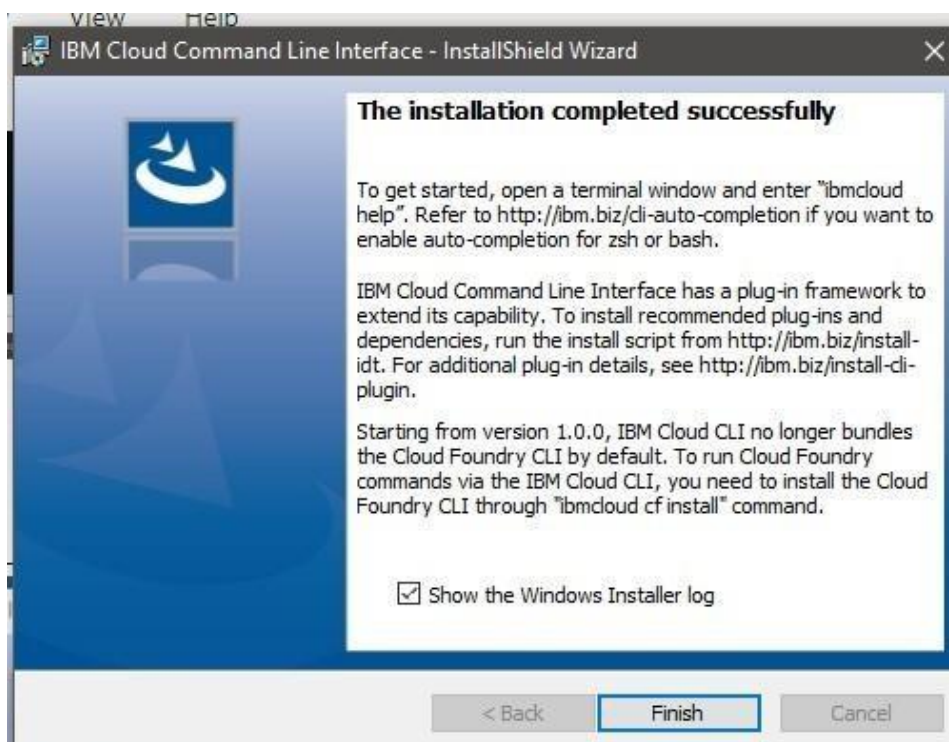 View Help
IBM Cloud Command Line Interface - InstallShield Wizard
The installation completed successfully
To get started, open a terminal window and enter "ibmcloud
help". Refer to http://ibm.biz/cli-auto-completion if you want to
enable auto-completion for zsh or bash.
IBM Cloud Command Line Interface has a plug-in framework to
extend its capability. To install recommended plug-ins and
dependencies, run the install script from http://ibm.biz/install-
idt. For additional plug-in details, see http://ibm.biz/install-cli-
plugin.
Starting from version 1.0.0, IBM Cloud CLI no longer bundles
the Cloud Foundry CLI by default. To run Cloud Foundry
commands via the IBM Cloud CLI, you need to install the Cloud
Foundry CLI through "ibmcloud cf install" command.
Show the Windows Installer log
< Back Finish Cancel